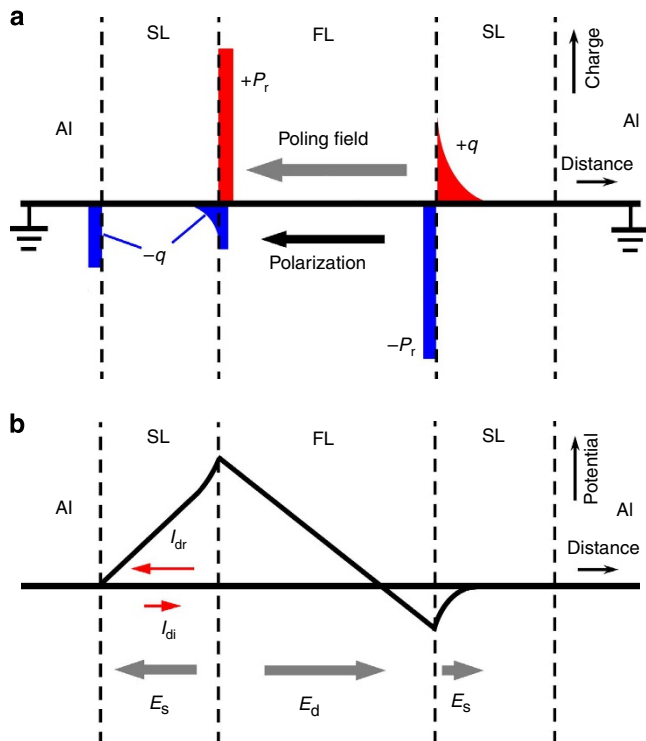 a
SL
FL
SL
Charge
+Pr
Al
Poling field
+q
Al
Distance
−q
Polarization
−Pr
b
SL
FL
SL
Potential
Al
Al
Idr
Distance
Idi
Es
Ed
Es